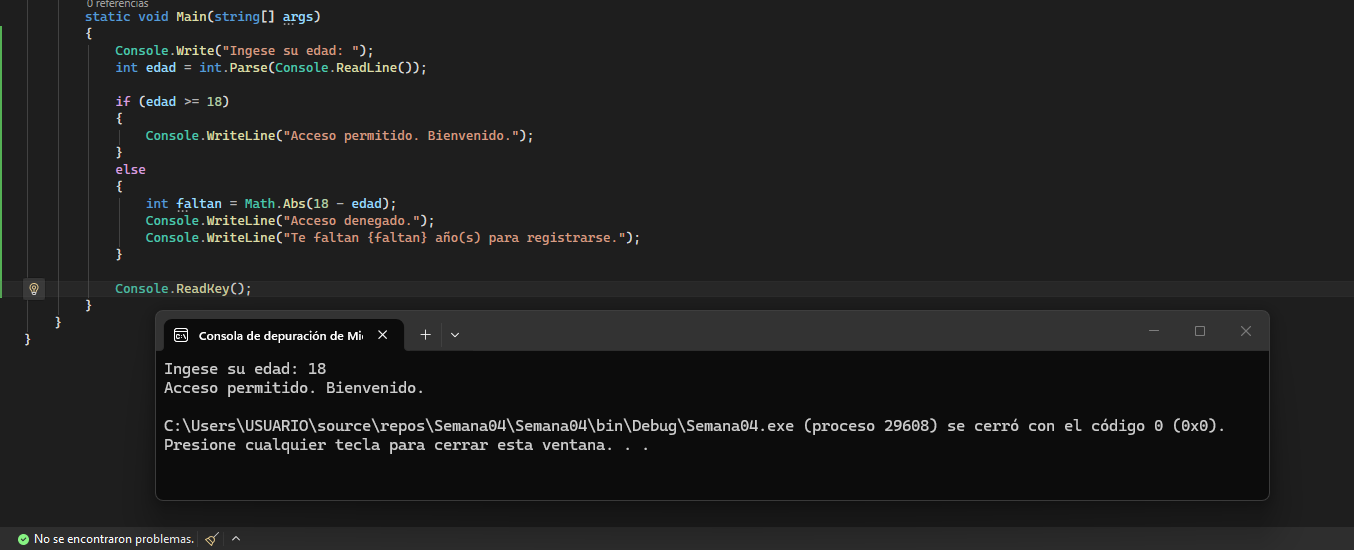 0 referencias
static void Main(string[] args)
{
Console.Write("Ingese su edad: ");
int edad = int.Parse(Console.ReadLine());
if (edad >= 18)
{
Console.WriteLine("Acceso permitido. Bienvenido.");
}
else
{
int faltan = Math.Abs(18 - edad);
Console.WriteLine("Acceso denegado.");
Console.WriteLine("Te faltan {faltan} año(s) para registrarse.");
}
Console.ReadKey();
}
}
}
Consola de depuración de Mi
Ingese su edad: 18
Acceso permitido. Bienvenido.
C:\Users\USUARIO\source\repos\Semana04\Semana04\bin\Debug\Semana04.exe (proceso 29608) se cerró con el código 0 (0x0).
Presione cualquier tecla para cerrar esta ventana. . .
No se encontraron problemas.